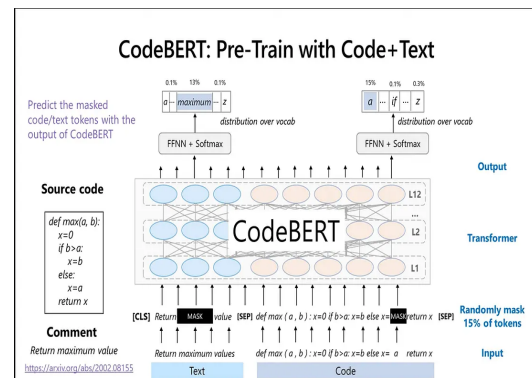 CodeBERT: Pre-Train with Code+Text
Predict the masked
code/text tokens with the
output of CodeBERT
0.1% 13% 0.1%
a ... maximum ... z
distribution over vocab
FFNN + Softmax
15% 0.1% 0.3%
a ... if ... z
distribution over vocab
FFNN + Softmax
Output
Source code
def max(a, b):
x=0
if b>a:
x=b
else:
x=a
return x
Comment
Return maximum value
https://arxiv.org/abs/2002.08155
L12
...
L2
L1
CodeBERT
Transformer
[CLS] Return MASK value [SEP] def max ( a , b ) : x=0 if b>a: x=b else x= MASK return x [SEP]
Randomly mask
15% of tokens
Return maximum values def max ( a , b ) : x=0 if b>a: x=b else x= a return x
Input
Text Code